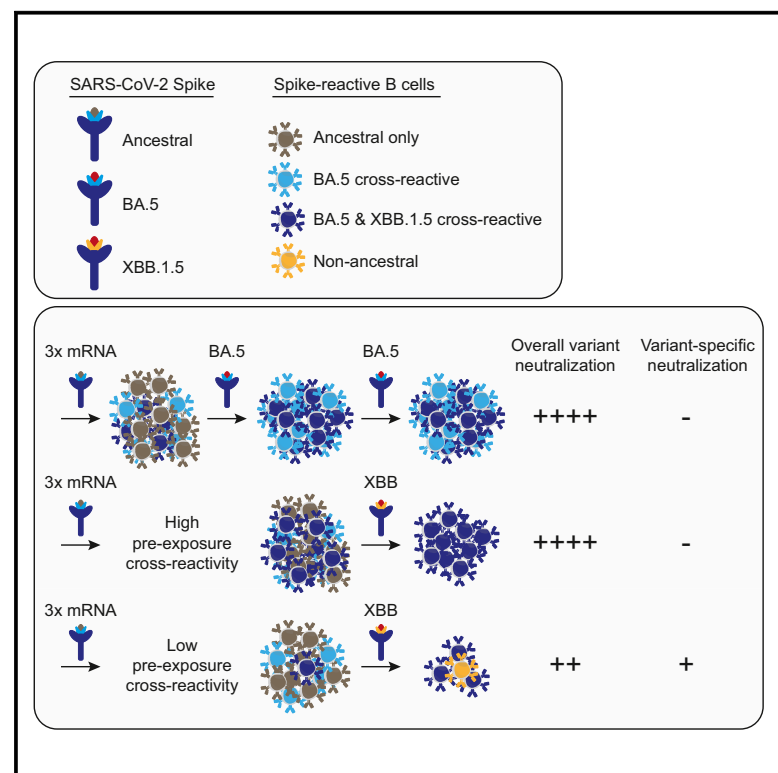 SARS-CoV-2 Spike
Ancestral
BA.5
XBB.1.5
Spike-reactive B cells
Ancestral only
BA.5 cross-reactive
BA.5 & XBB.1.5 cross-reactive
Non-ancestral
Overall variant
neutralization
Variant-specific
neutralization
3x mRNA
BA.5
BA.5
++++
-
3x mRNA
High
pre-exposure
cross-reactivity
XBB
++++
-
3x mRNA
Low
pre-exposure
cross-reactivity
XBB
++
+